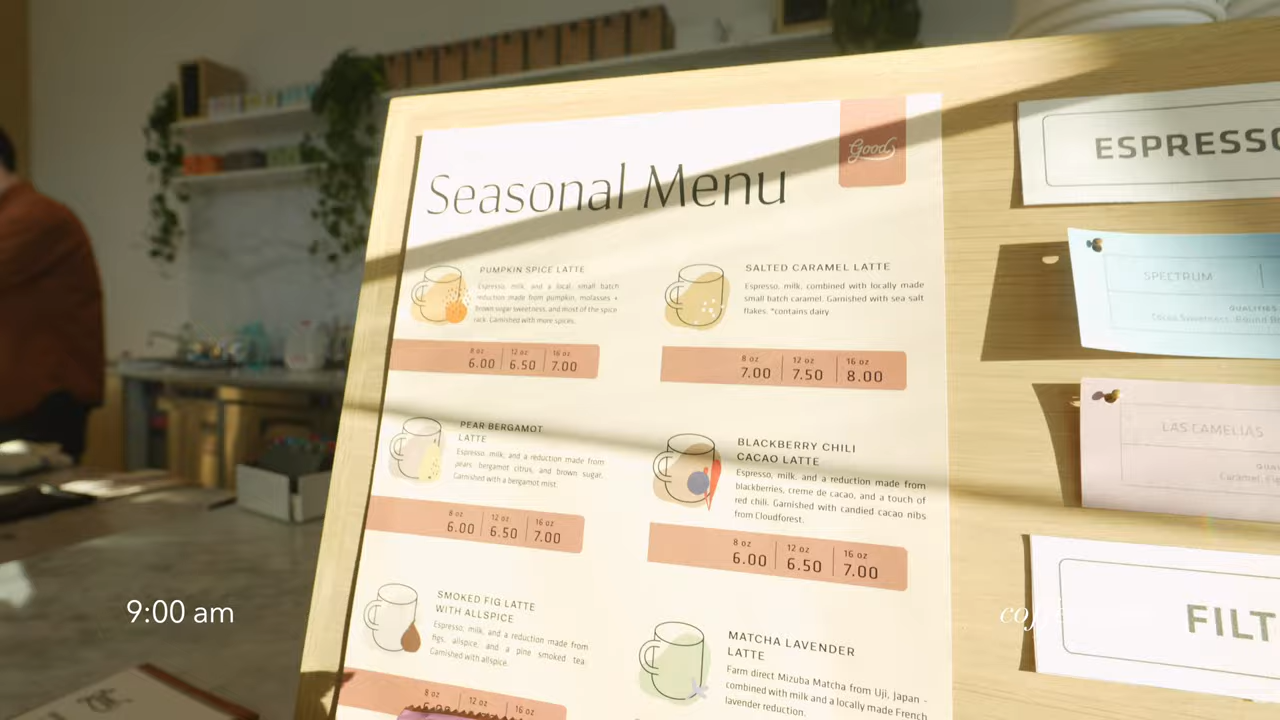 Good
Seasonal Menu
PUMPKIN SPICE LATTE
Espresso, milk, and a local small batch
reduction made from pumpkin, molasses +
brown sugar sweetness, and most of the spice
rack. Garnished with more spices.
8 oz 12 oz 16 oz
6.00 6.50 7.00
SALTED CARAMEL LATTE
Espresso, milk, combined with locally made
small batch caramel. Garnished with sea salt
flakes. *contains dairy
8 oz 12 oz 16 oz
7.00 7.50 8.00
PEAR BERGAMOT
LATTE
Espresso, milk, and a reduction made from
pears, bergamot citrus, and brown sugar.
Garnished with a bergamot mist.
8 oz 12 oz 16 oz
6.00 6.50 7.00
BLACKBERRY CHILI
CACAO LATTE
Espresso, milk, and a reduction made from
blackberries, creme de cacao, and a touch of
red chili. Garnished with candied cacao nibs
from Cloudforest.
8 oz 12 oz 16 oz
6.00 6.50 7.00
SMOKED FIG LATTE
WITH ALLSPICE
Espresso, milk, and a reduction made from
figs, allspice, and a pine smoked tea.
Garnished with allspice.
8 oz 12 oz 16 oz
MATCHA LAVENDER
LATTE
Farm direct Mizuba Matcha from Uji, Japan -
combined with milk and a locally made French
lavender reduction.
ESPRESSO
SPECTRUM
QUALITIES
Cocoa Sweetness, Round
LAS CAMELIAS
Caramel,
FILT
9:00 am